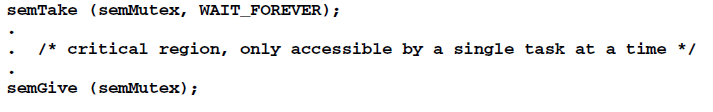 semTake (semMutex, WAIT_FOREVER);
.
. /* critical region, only accessible by a single task at a time */
.
semGive (semMutex);